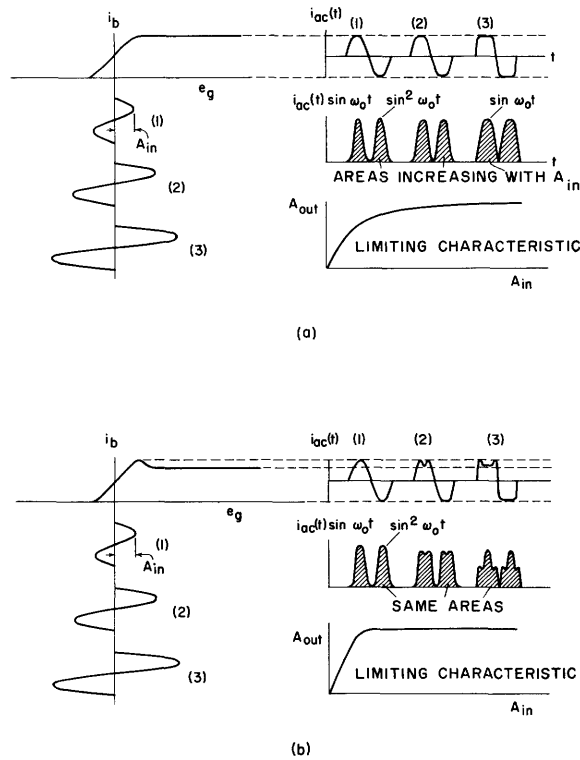 i_b
i_ac(t)
(1) (2) (3)
t
e_g
(1)
A_in
(2)
(3)
i_ac(t) sin ω_o t
sin² ω_o t
sin ω_o t
t
AREAS INCREASING WITH A_in
A_out
LIMITING CHARACTERISTIC
A_in
(a)
i_b
i_ac(t)
(1) (2) (3)
e_g
(1)
A_in
(2)
(3)
i_ac(t) sin ω_o t
sin² ω_o t
SAME AREAS
A_out
LIMITING CHARACTERISTIC
A_in
(b)